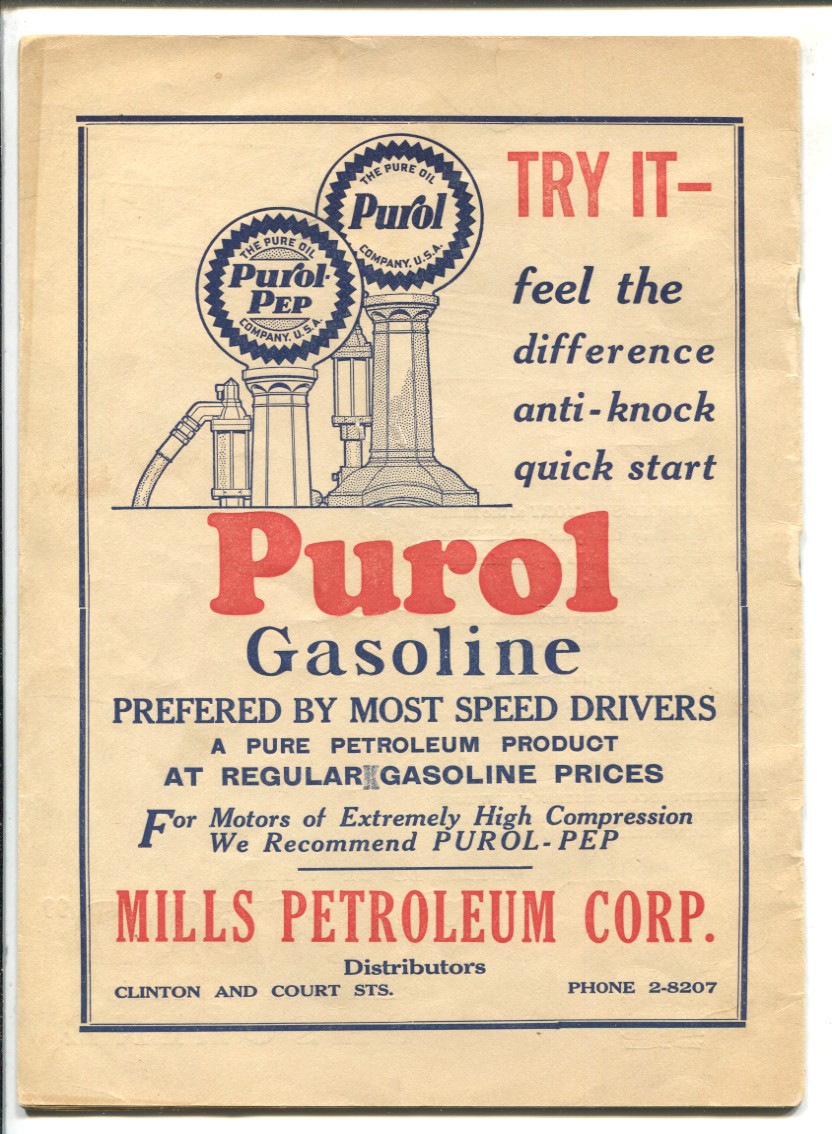 THE PURE OIL
Purol
COMPANY, U.S.A.
THE PURE OIL
Purol-
PEP
COMPANY, U.S.A.
TRY IT—
feel the
difference
anti-knock
quick start
Purol
Gasoline
PREFERED BY MOST SPEED DRIVERS
A PURE PETROLEUM PRODUCT
AT REGULAR GASOLINE PRICES
For Motors of Extremely High Compression
We Recommend PUROL-PEP
MILLS PETROLEUM CORP.
Distributors
CLINTON AND COURT STS. PHONE 2-8207